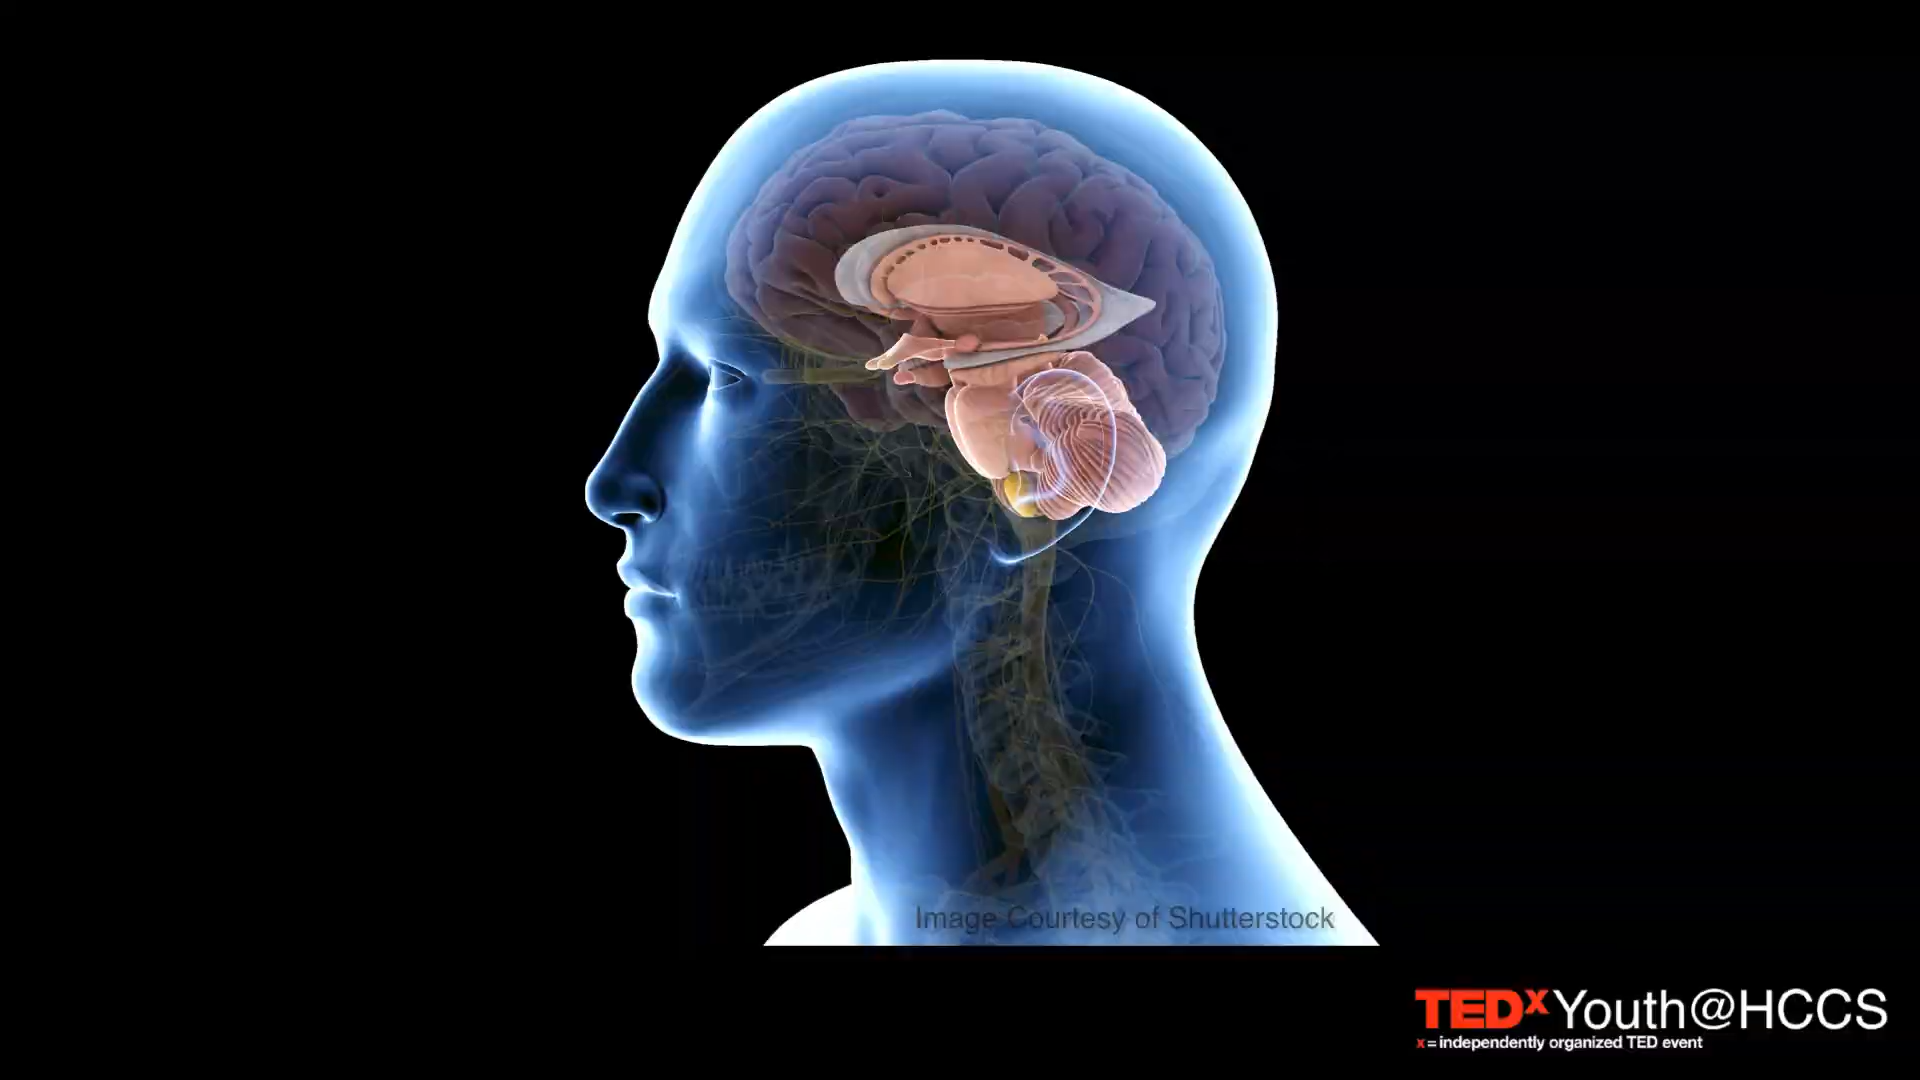 Image Courtesy of Shutterstock
TEDxYouth@HCCS
x = independently organized TED event